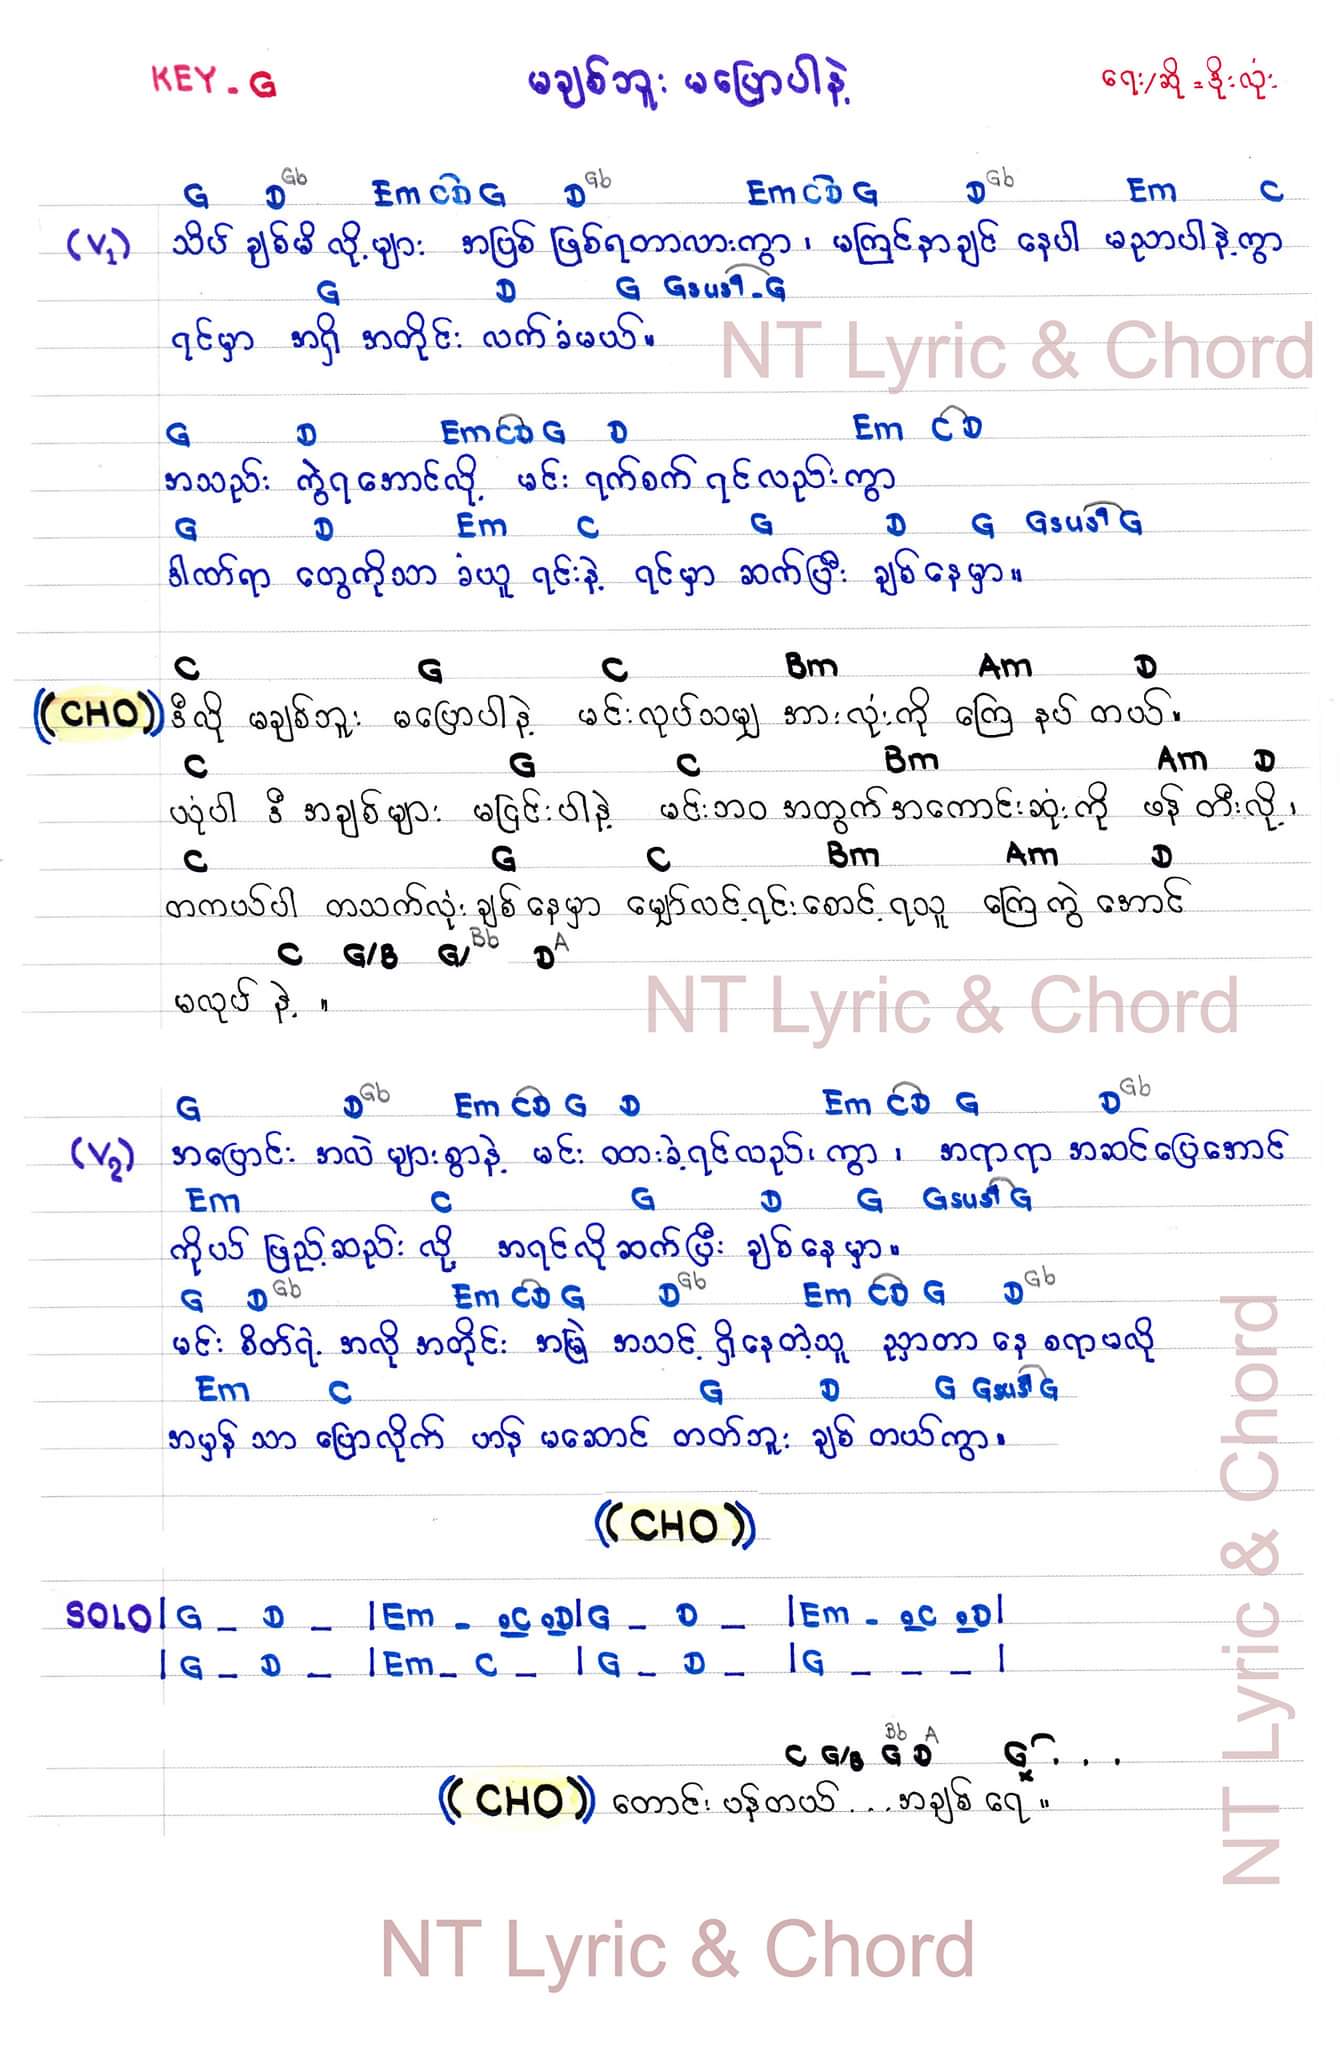 KEY - G မချစ်ဘူး မပြောပါနဲ့ ရေး/ဆို = ဒိုးလုံး
G D Gb Em C D G D Gb Em C D G D Gb Em C
(V1) သိပ် ချစ်မိ လို့များ အပြစ် ဖြစ်ရတာလားကွာ ၊ မကြင်နာချင် နေပါ မညာပါနဲ့ကွာ
G D G Gsus4 - G
ရင်မှာ အရှိ အတိုင်း လက်ခံမယ်။
NT Lyric & Chord
G D Em C D G D Em C D
အသည်း ကွဲရအောင်လို့ မင်း ရက်စက် ရင်လည်းကွာ
G D Em C G D G Gsus4 G
ဒါဏ်ရာ တွေကိုသာ ခံယူ ရင်းနဲ့ ရင်မှာ ဆက်ပြီး ချစ်နေမှာ။
C G C Bm Am D
((CHO)) ဒီလို မချစ်ဘူး မပြောပါနဲ့ မင်းလုပ်သမျှ အားလုံးကို ကြေ နပ် တယ်။
C G C Bm Am D
ယုံပါ ဒီ အချစ်များ မငြင်းပါနဲ့ မင်းဘဝ အတွက်အကောင်းဆုံးကို ဖန် တီးလို့ ၊
C G C Bm Am D
တကယ်ပါ တသက်လုံး ချစ်နေမှာ မျှော်လင့်ရင်းစောင့်ရသူ ကြေကွဲ အောင်
C G/B G/Bb D A
မလုပ် နဲ့ ။
NT Lyric & Chord
G D Gb Em C D G D Em C D G D Gb
(V2) အပြောင်း အလဲ များစွာနဲ့ မင်း ထားခဲ့ရင်လည်း ကွာ ၊ အရာရာ အဆင်ပြေအောင်
Em C G D G Gsus4 G
ကိုယ် ဖြည့်ဆည်း လို့ အရင်လိုဆက်ပြီး ချစ်နေမှာ။
G D Gb Em C D G D Gb Em C D G D Gb
မင်း စိတ်ရဲ့ အလို အတိုင်း အမြဲ အသင့် ရှိနေတဲ့သူ ညှာတာ နေ စရာမလို
Em C G D G Gsus4 G
အမှန် သာ ပြောလိုက် ဟန် မဆောင် တတ်ဘူး ချစ် တယ်ကွာ။
((CHO))
SOLO | G _ D _ | Em - C D | G _ D _ | Em - C D |
| G _ D _ | Em _ C _ | G _ D _ | G _ _ _ |
C G/B G Bb D A G . . .
((CHO)) တောင်း ပန်တယ် ... အချစ် ရေ ။
NT Lyric & Chord
NT Lyric & Chord